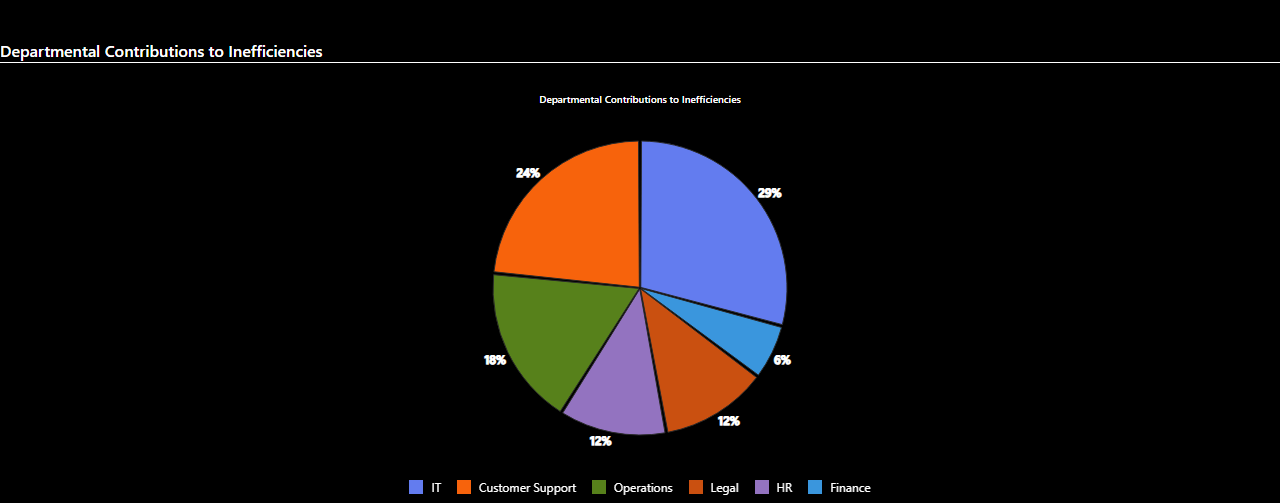 Departmental Contributions to Inefficiencies
Departmental Contributions to Inefficiencies
24%
29%
18%
6%
12%
12%
IT Customer Support Operations Legal HR Finance